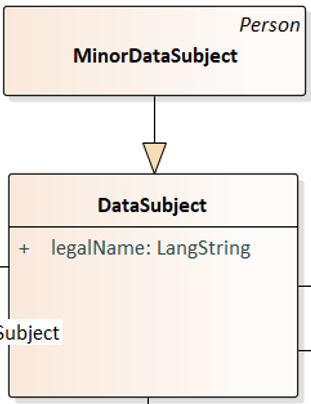 Person
MinorDataSubject
DataSubject
+ legalName: LangString
Subject